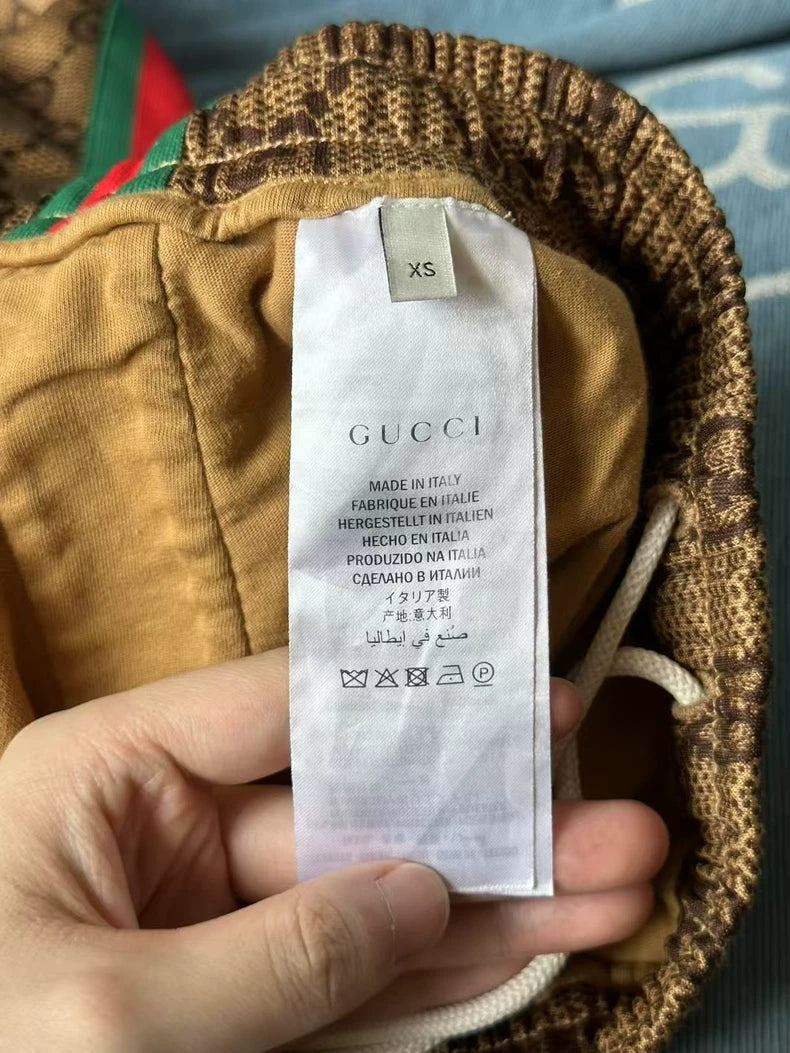 XS
GUCCI
MADE IN ITALY
FABRIQUE EN ITALIE
HERGESTELLT IN ITALIEN
HECHO EN ITALIA
PRODUZIDO NA ITALIA
СДЕЛАНО В ИТАЛИИ
イタリア製
产地:意大利
صُنع في إيطاليا
P